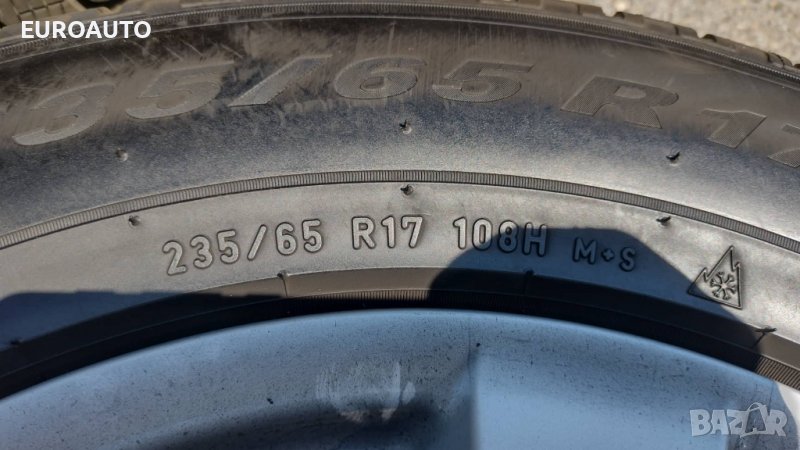 EUROAUTO
35/65 R17
235/65 R17 108H M+S
BAZAR